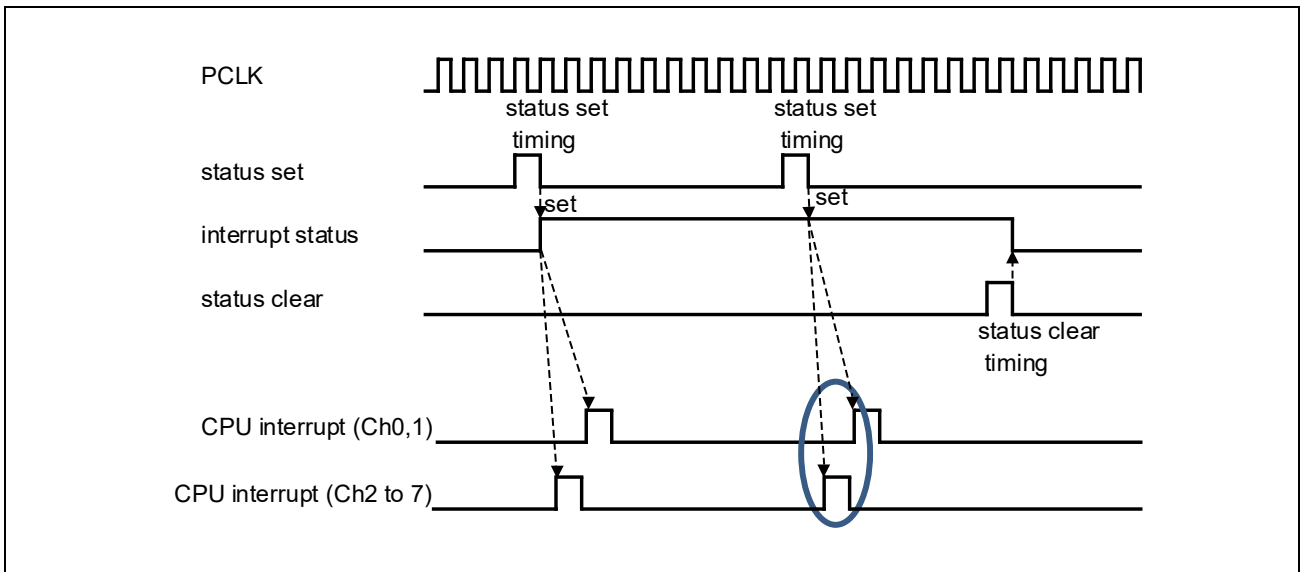 PCLK
status set
timing
status set
timing
status set
set
set
interrupt status
status clear
status clear
timing
CPU interrupt (Ch0,1)
CPU interrupt (Ch2 to 7)